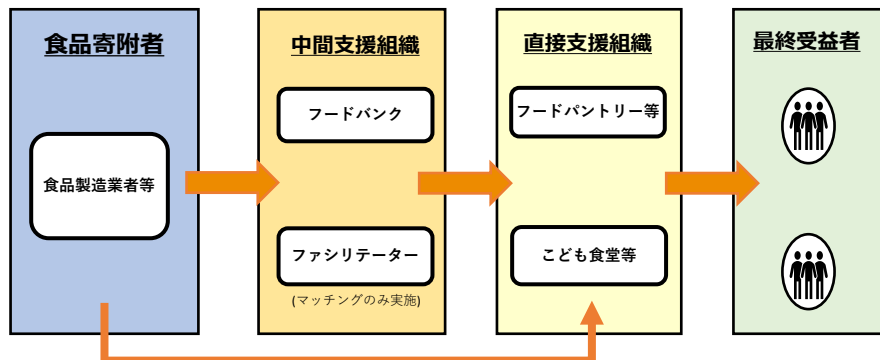 食品寄附者
食品製造業者等
中間支援組織
フードバンク
ファシリテーター
(マッチングのみ実施)
直接支援組織
フードパントリー等
こども食堂等
最終受益者